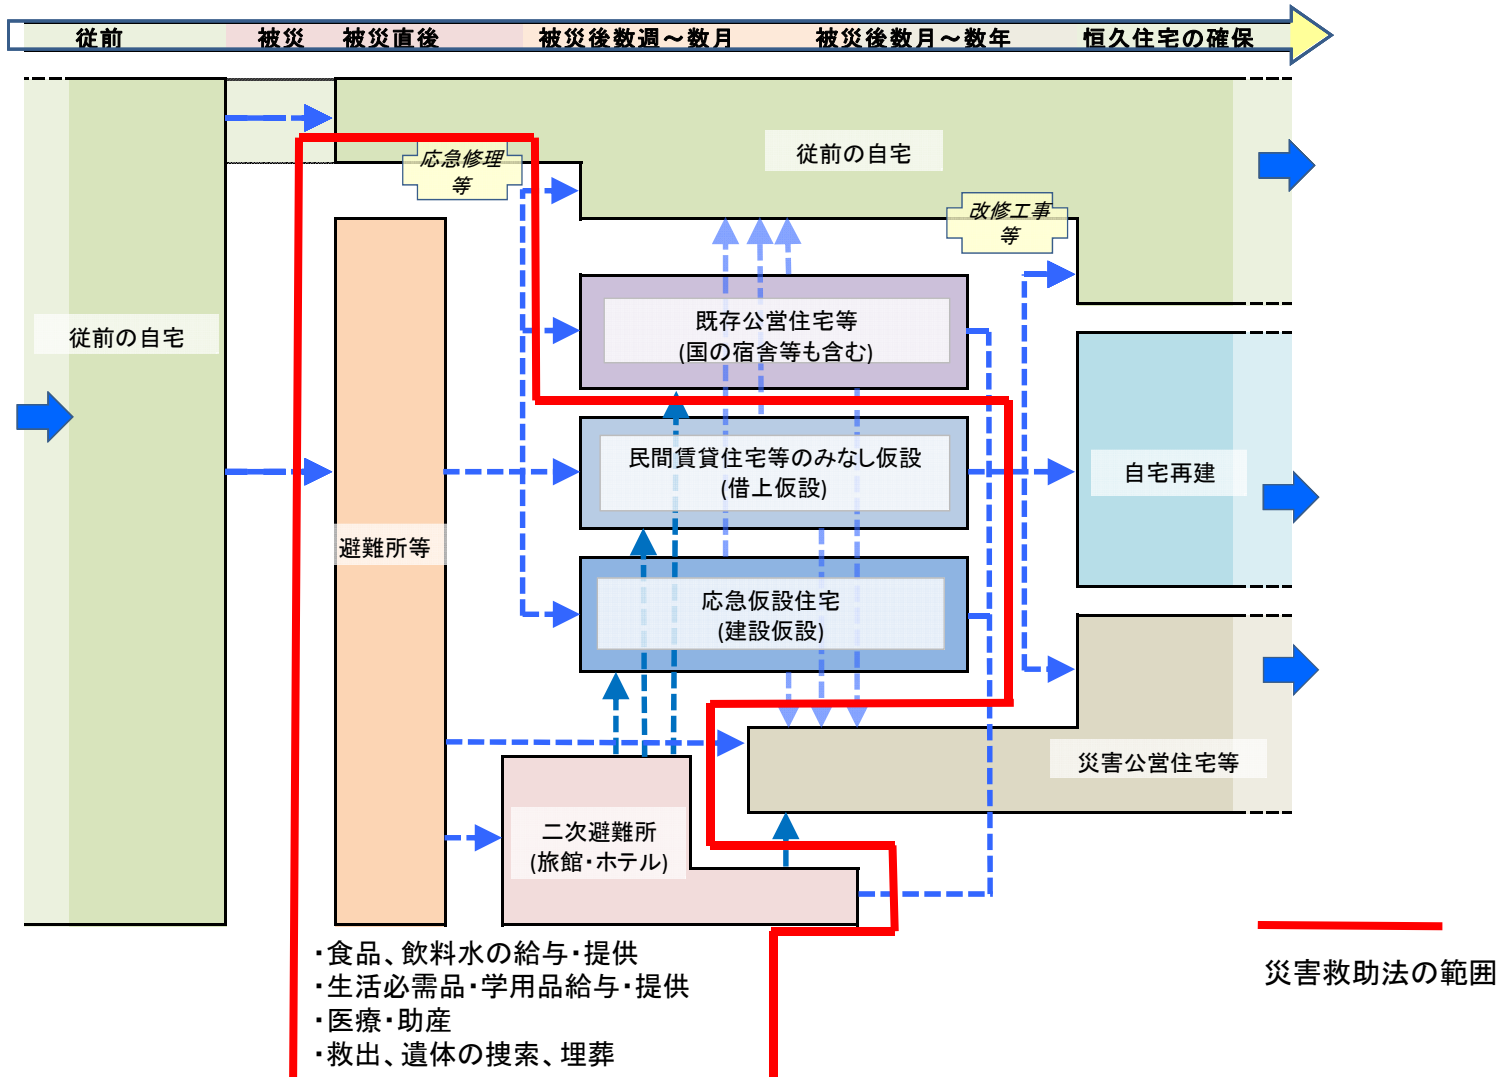 従前
被災
被災直後
被災後数週～数月
被災後数月～数年
恒久住宅の確保
従前の自宅
応急修理
等
改修工事
等
既存公営住宅等
(国の宿舎等も含む)
従前の自宅
民間賃貸住宅等のみなし仮設
(借上仮設)
自宅再建
避難所等
応急仮設住宅
(建設仮設)
災害公営住宅等
二次避難所
(旅館・ホテル)
・食品、飲料水の給与・提供
・生活必需品・学用品給与・提供
・医療・助産
・救出、遺体の捜索、埋葬
災害救助法の範囲